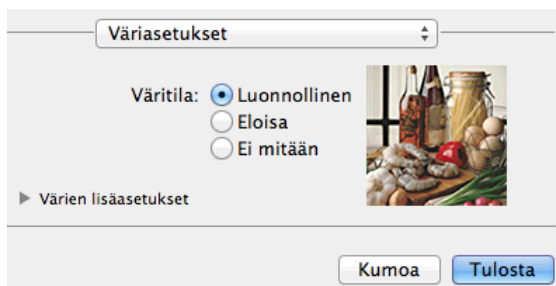 Väriasetukset
Väritila: Luonnollinen
Eloisa
Ei mitään
Värien lisäasetukset
Kumoa Tulosta